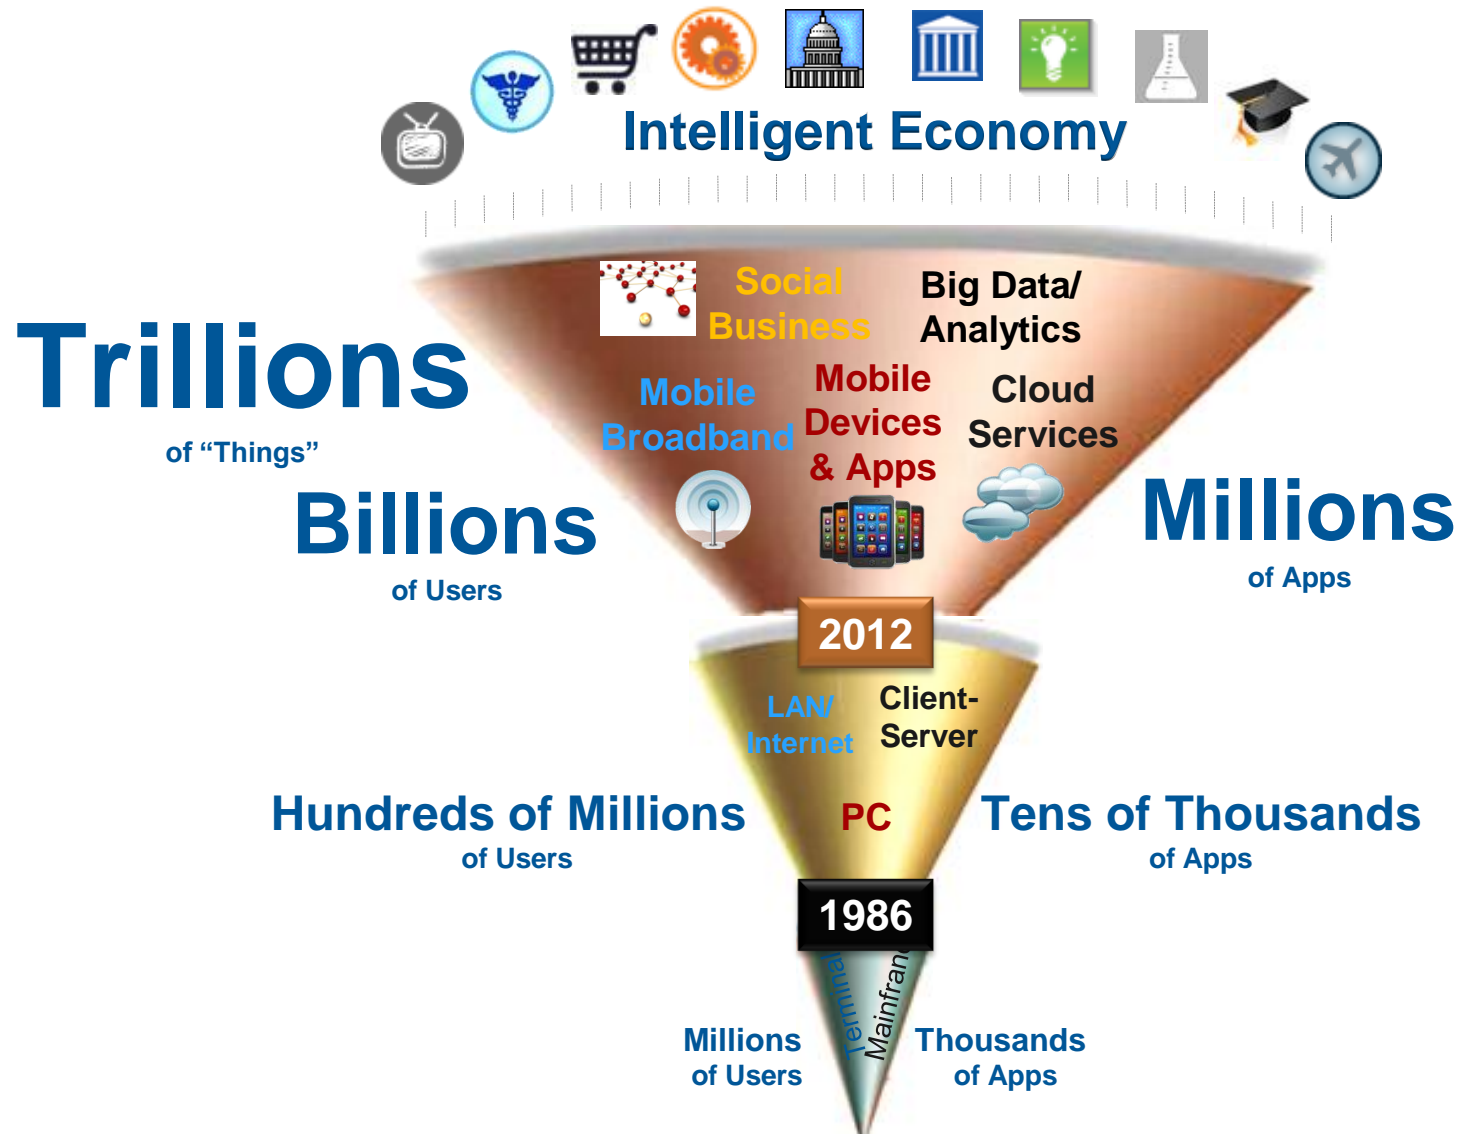 Intelligent Economy
Social
Business
Big Data/
Analytics
Trillions
of “Things”
Mobile
Broadband
Mobile
Devices
& Apps
Cloud
Services
Billions
of Users
Millions
of Apps
2012
LAN/
Internet
Client-
Server
Hundreds of Millions
of Users
PC
Tens of Thousands
of Apps
1986
Terminal
Millions
of Users
Thousands
of Apps